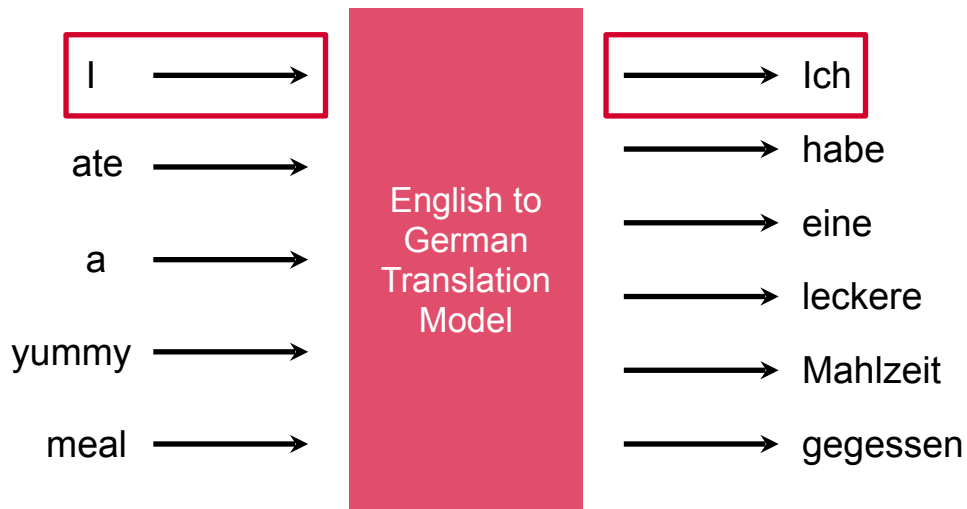 I
ate
a
yummy
meal
English to
German
Translation
Model
Ich
habe
eine
leckere
Mahlzeit
gegessen